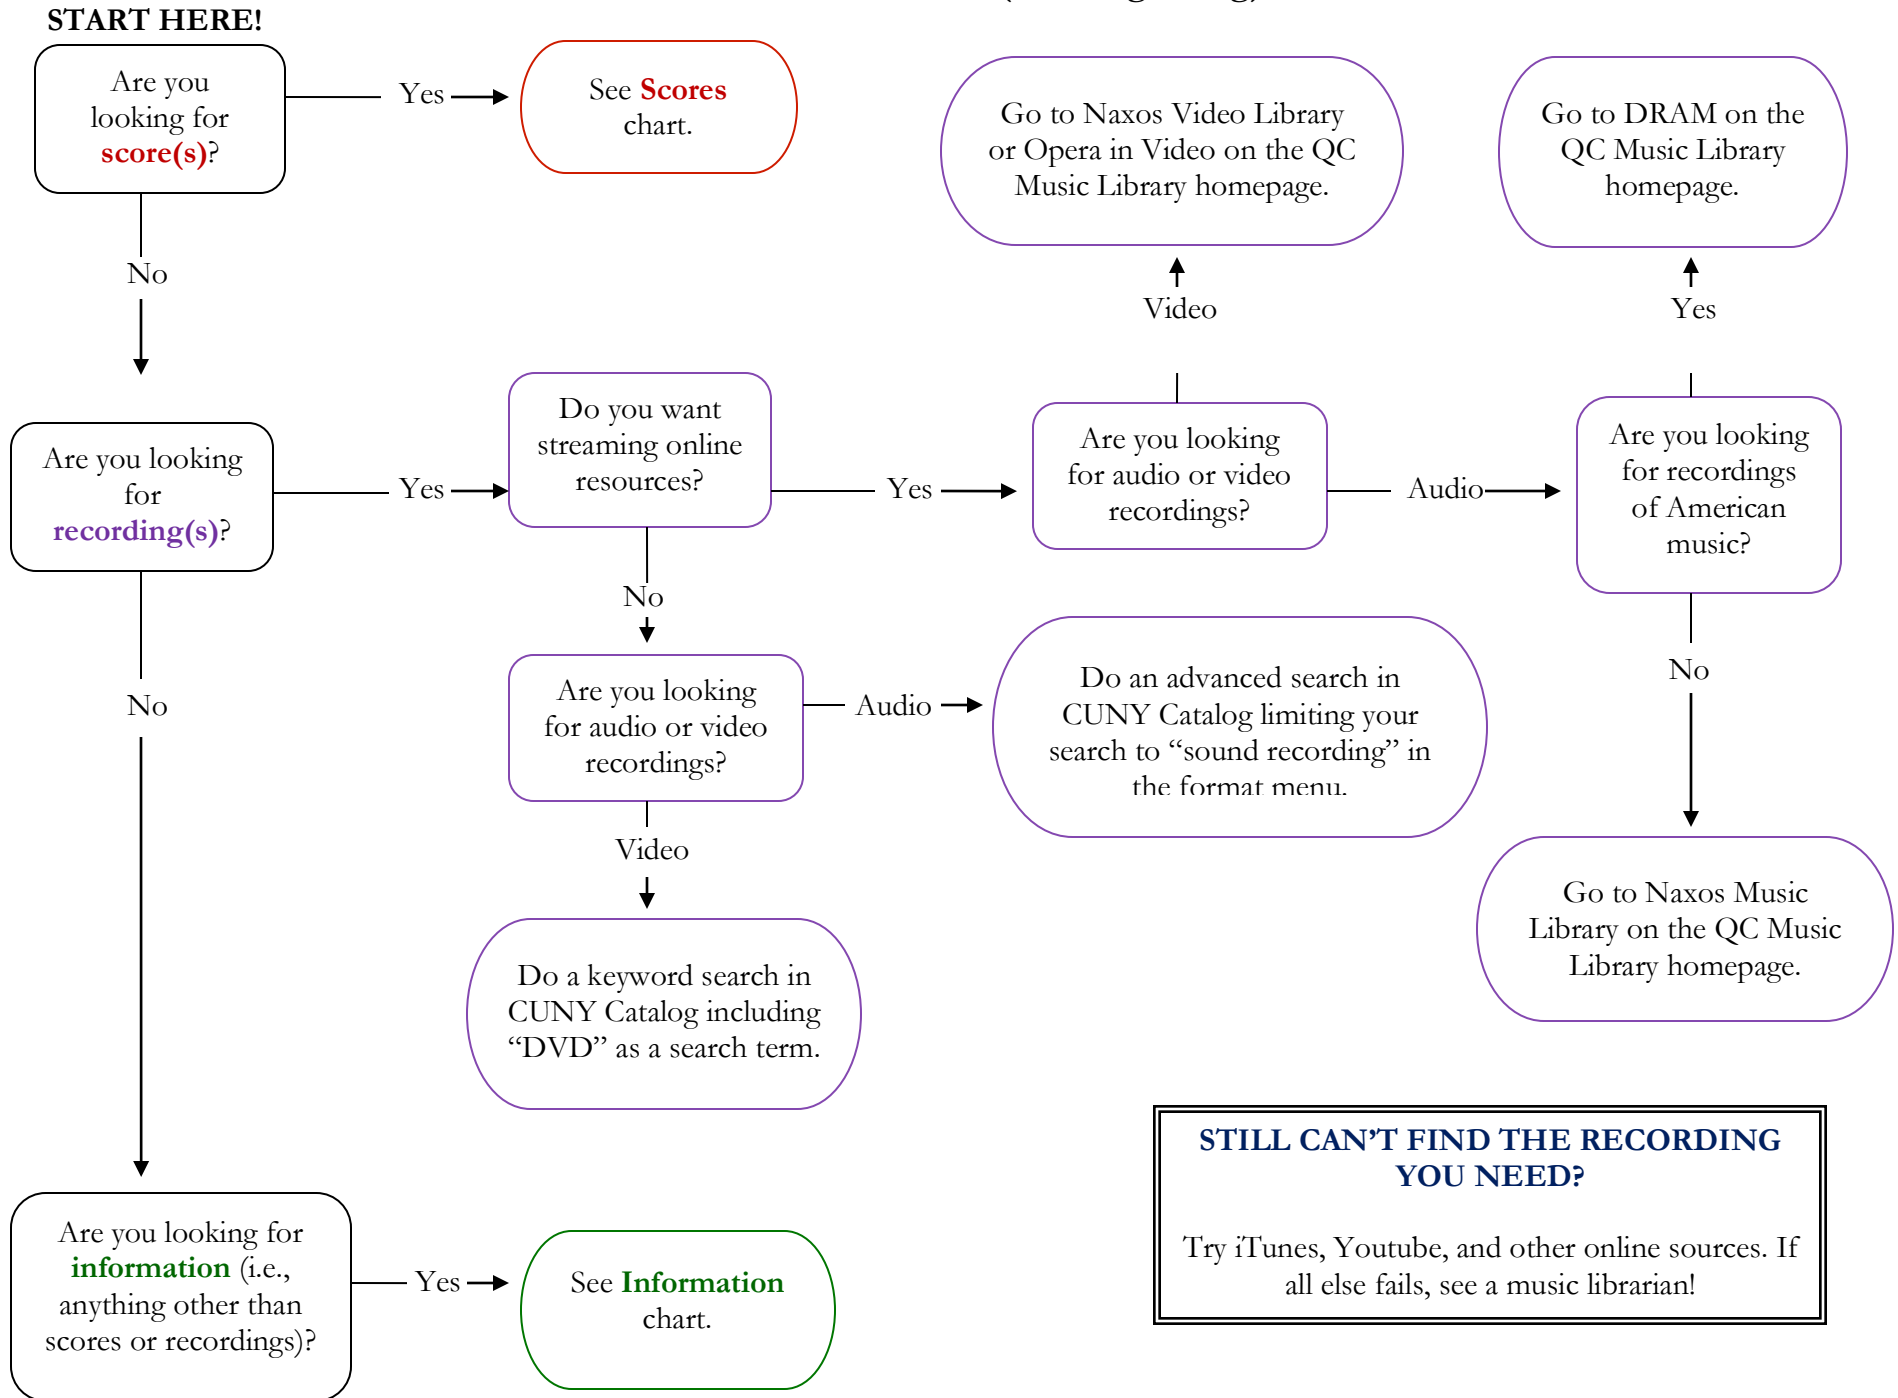 START HERE!
Are you
looking for
score(s)?
Yes
See Scores
chart.
No
Are you looking
for
recording(s)?
Yes
Do you want
streaming online
resources?
Yes
Are you looking
for audio or video
recordings?
Video
Go to Naxos Video Library
or Opera in Video on the QC
Music Library homepage.
Audio
Are you looking
for recordings
of American
music?
Yes
Go to DRAM on the
QC Music Library
homepage.
No
Go to Naxos Music
Library on the QC Music
Library homepage.
No
Are you looking
for audio or video
recordings?
Audio
Do an advanced search in
CUNY Catalog limiting your
search to “sound recording” in
the format menu.
Video
Do a keyword search in
CUNY Catalog including
“DVD” as a search term.
No
Are you looking for
information (i.e.,
anything other than
scores or recordings)?
Yes
See Information
chart.
STILL CAN’T FIND THE RECORDING
YOU NEED?
Try iTunes, Youtube, and other online sources. If
all else fails, see a music librarian!